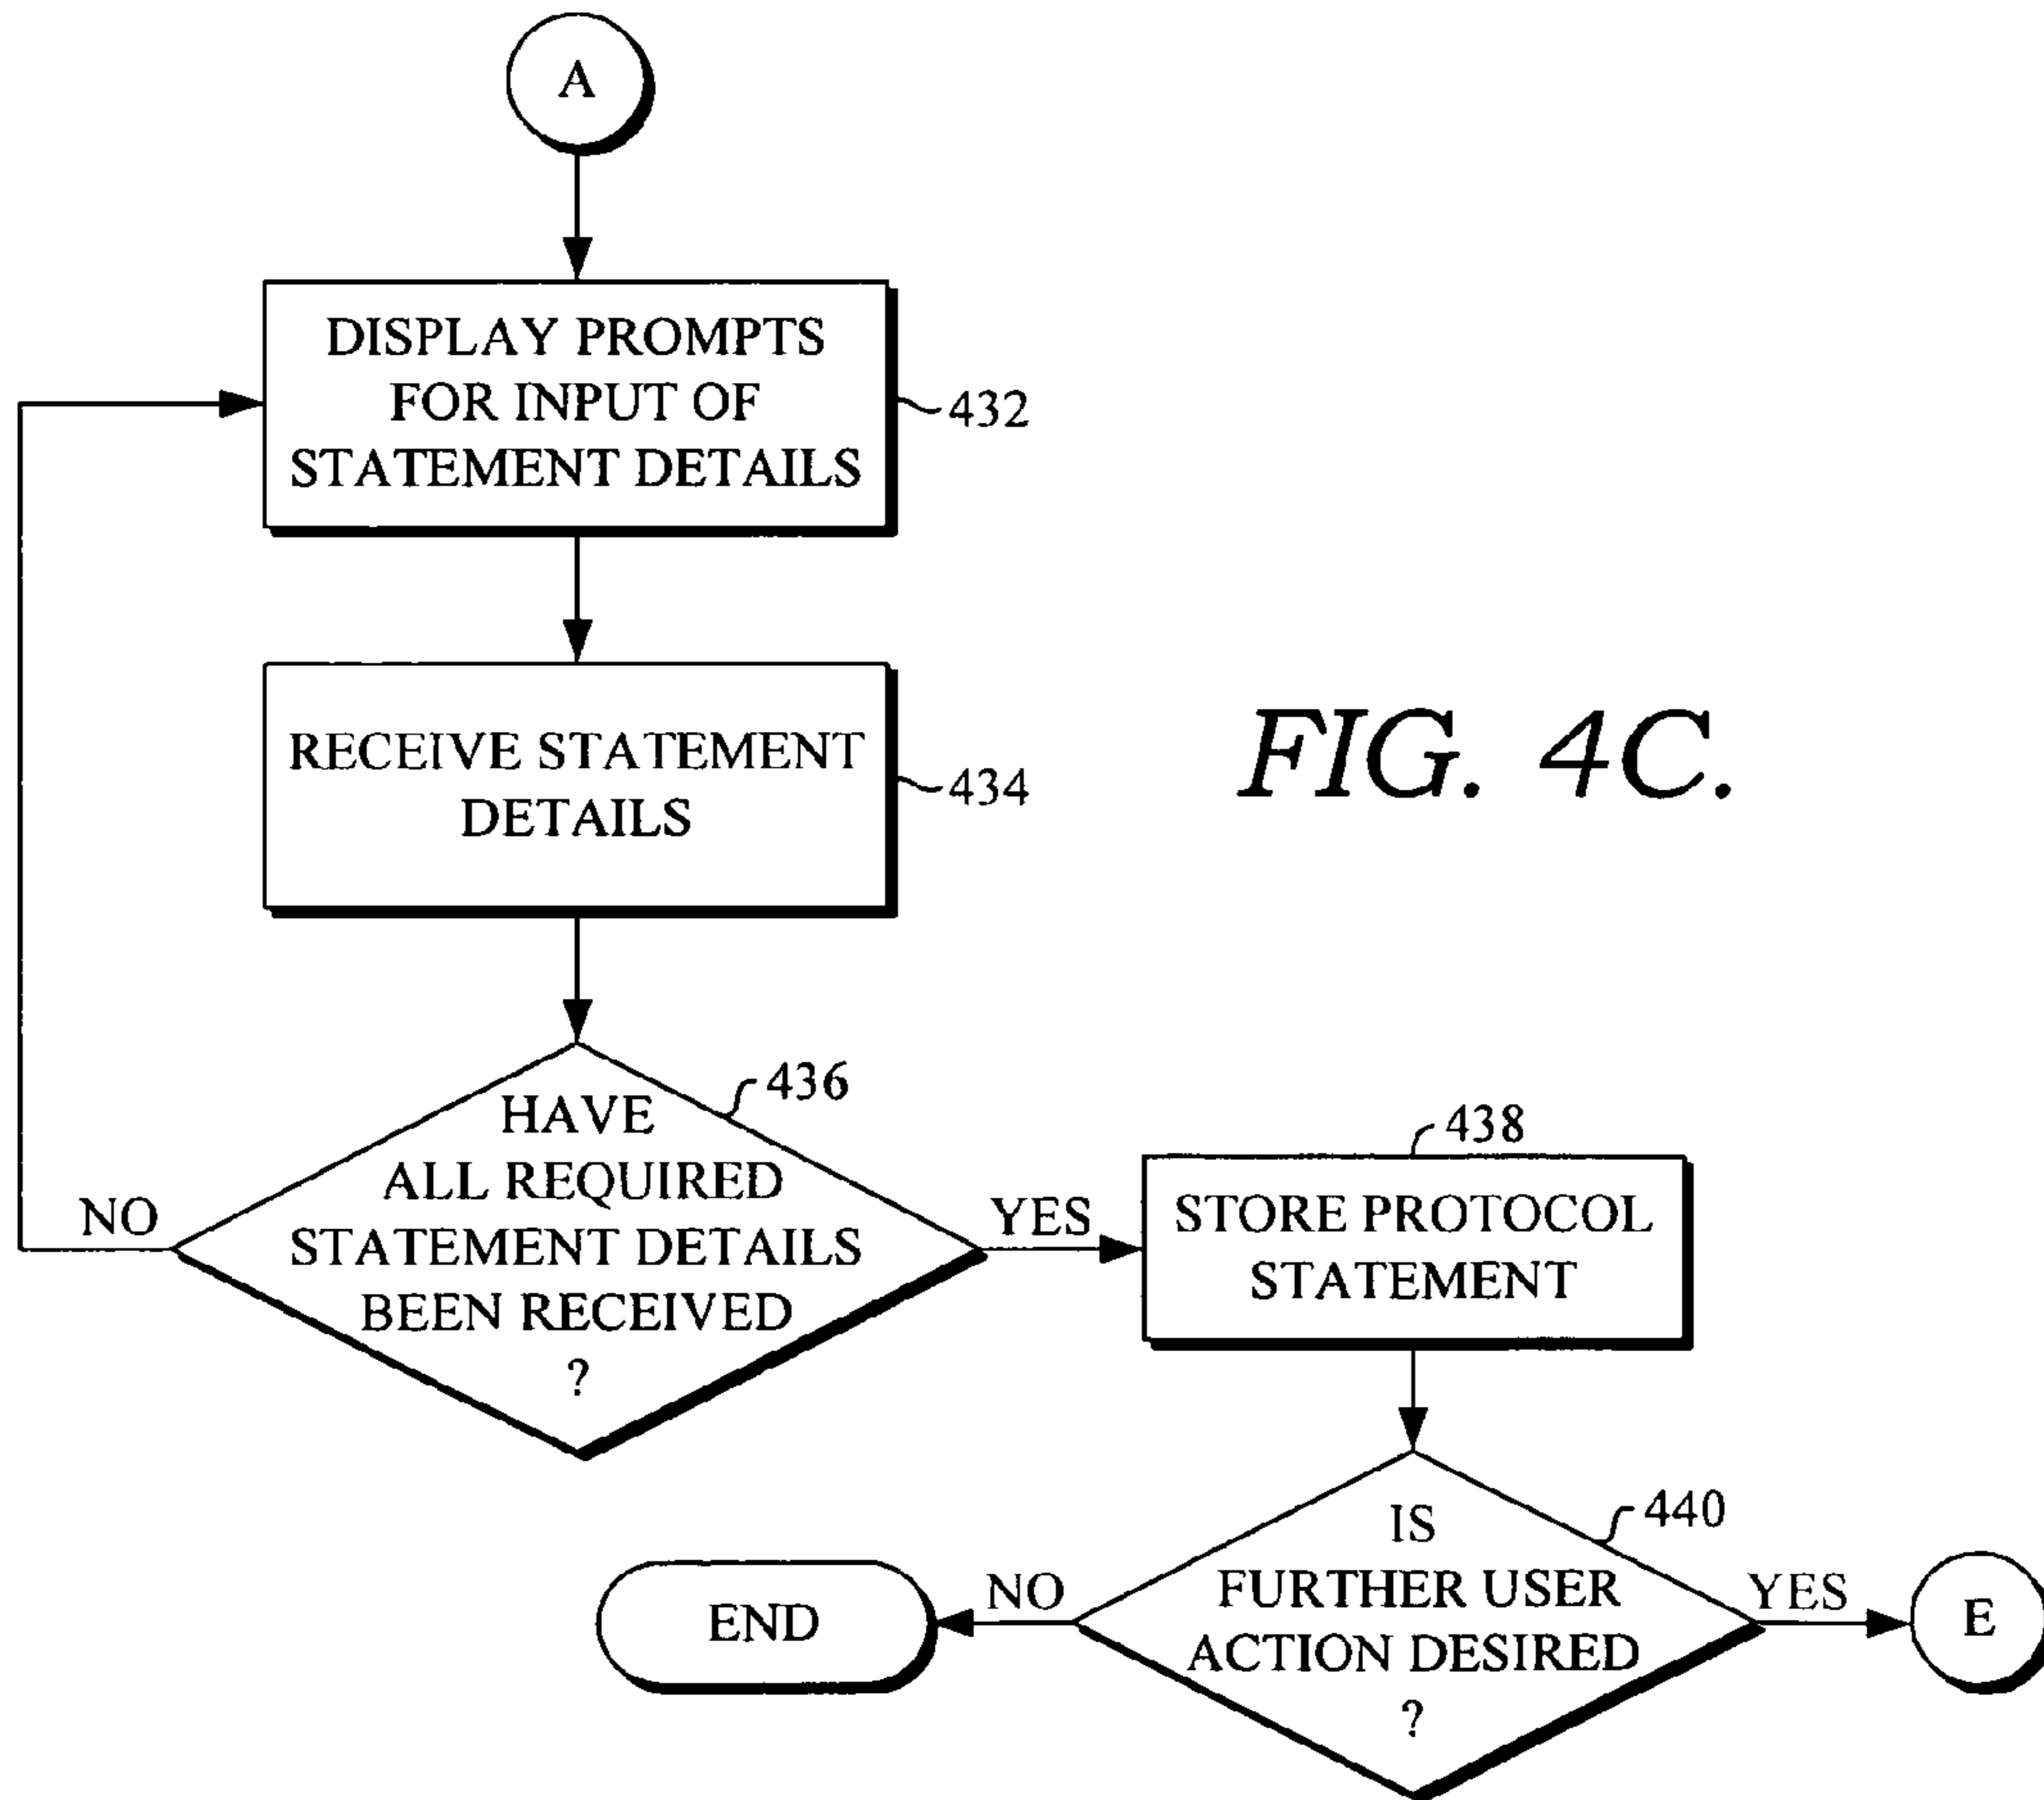 A
DISPLAY PROMPTS
FOR INPUT OF
STATEMENT DETAILS
432
RECEIVE STATEMENT
DETAILS
434
FIG. 4C.
436
HAVE
ALL REQUIRED
STATEMENT DETAILS
BEEN RECEIVED
?
NO
YES
438
STORE PROTOCOL
STATEMENT
440
IS
FURTHER USER
ACTION DESIRED
?
NO
END
YES
E